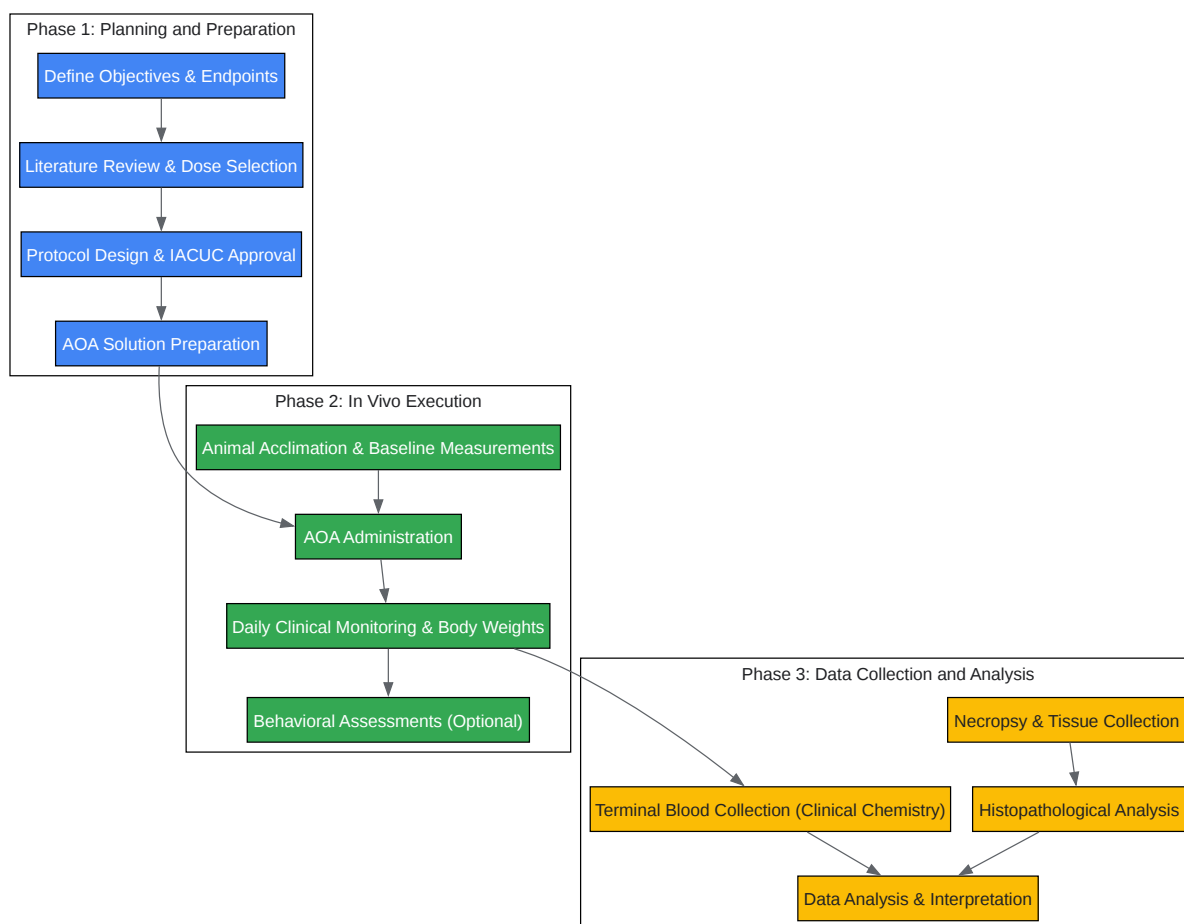 Phase 1: Planning and Preparation
Define Objectives & Endpoints
Literature Review & Dose Selection
Protocol Design & IACUC Approval
AOA Solution Preparation
Phase 2: In Vivo Execution
Animal Acclimation & Baseline Measurements
AOA Administration
Daily Clinical Monitoring & Body Weights
Behavioral Assessments (Optional)
Phase 3: Data Collection and Analysis
Necropsy & Tissue Collection
Terminal Blood Collection (Clinical Chemistry)
Histopathological Analysis
Data Analysis & Interpretation